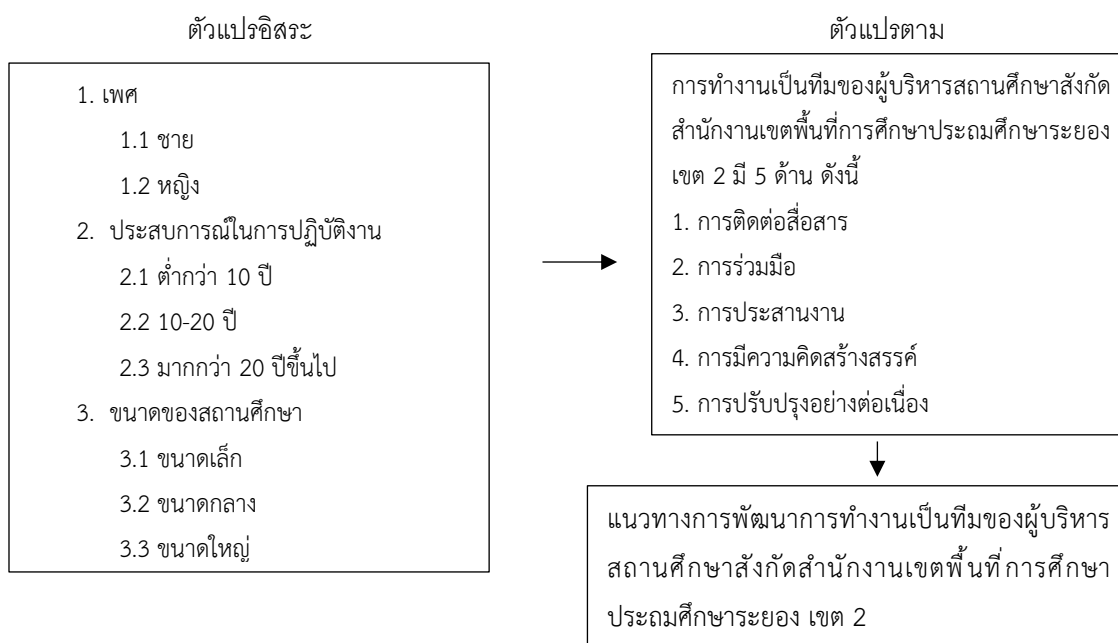 ตัวแปรอิสระ
1. เพศ
1.1 ชาย
1.2 หญิง
2. ประสบการณ์ในการปฏิบัติงาน
2.1 ต่ำกว่า 10 ปี
2.2 10-20 ปี
2.3 มากกว่า 20 ปีขึ้นไป
3. ขนาดของสถานศึกษา
3.1 ขนาดเล็ก
3.2 ขนาดกลาง
3.3 ขนาดใหญ่
ตัวแปรตาม
การทำงานเป็นทีมของผู้บริหารสถานศึกษาสังกัด
สำนักงานเขตพื้นที่การศึกษาประถมศึกษาระยอง
เขต 2 มี 5 ด้าน ดังนี้
1. การติดต่อสื่อสาร
2. การร่วมมือ
3. การประสานงาน
4. การมีความคิดสร้างสรรค์
5. การปรับปรุงอย่างต่อเนื่อง
แนวทางการพัฒนาการทำงานเป็นทีมของผู้บริหาร
สถานศึกษาสังกัดสำนักงานเขตพื้นที่การศึกษา
ประถมศึกษาระยอง เขต 2